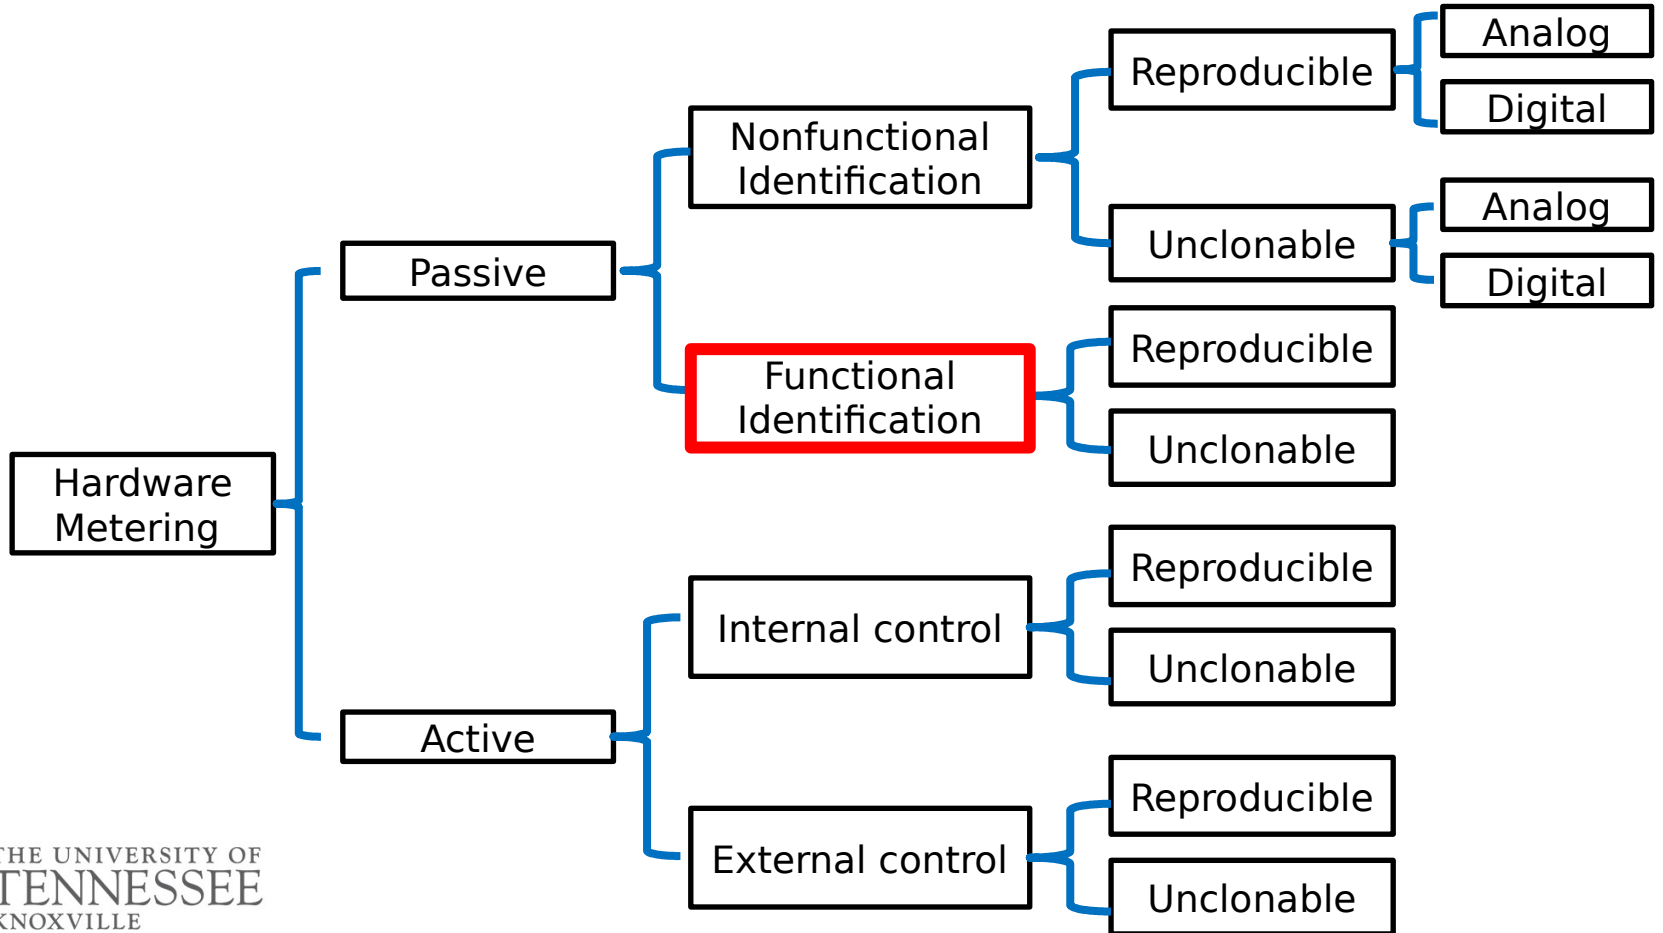 Hardware
Metering
Passive
Active
Nonfunctional
Identification
Functional
Identification
Internal control
External control
Reproducible
Unclonable
Reproducible
Unclonable
Reproducible
Unclonable
Reproducible
Unclonable
Analog
Digital
Analog
Digital
THE UNIVERSITY OF
TENNESSEE
KNOXVILLE